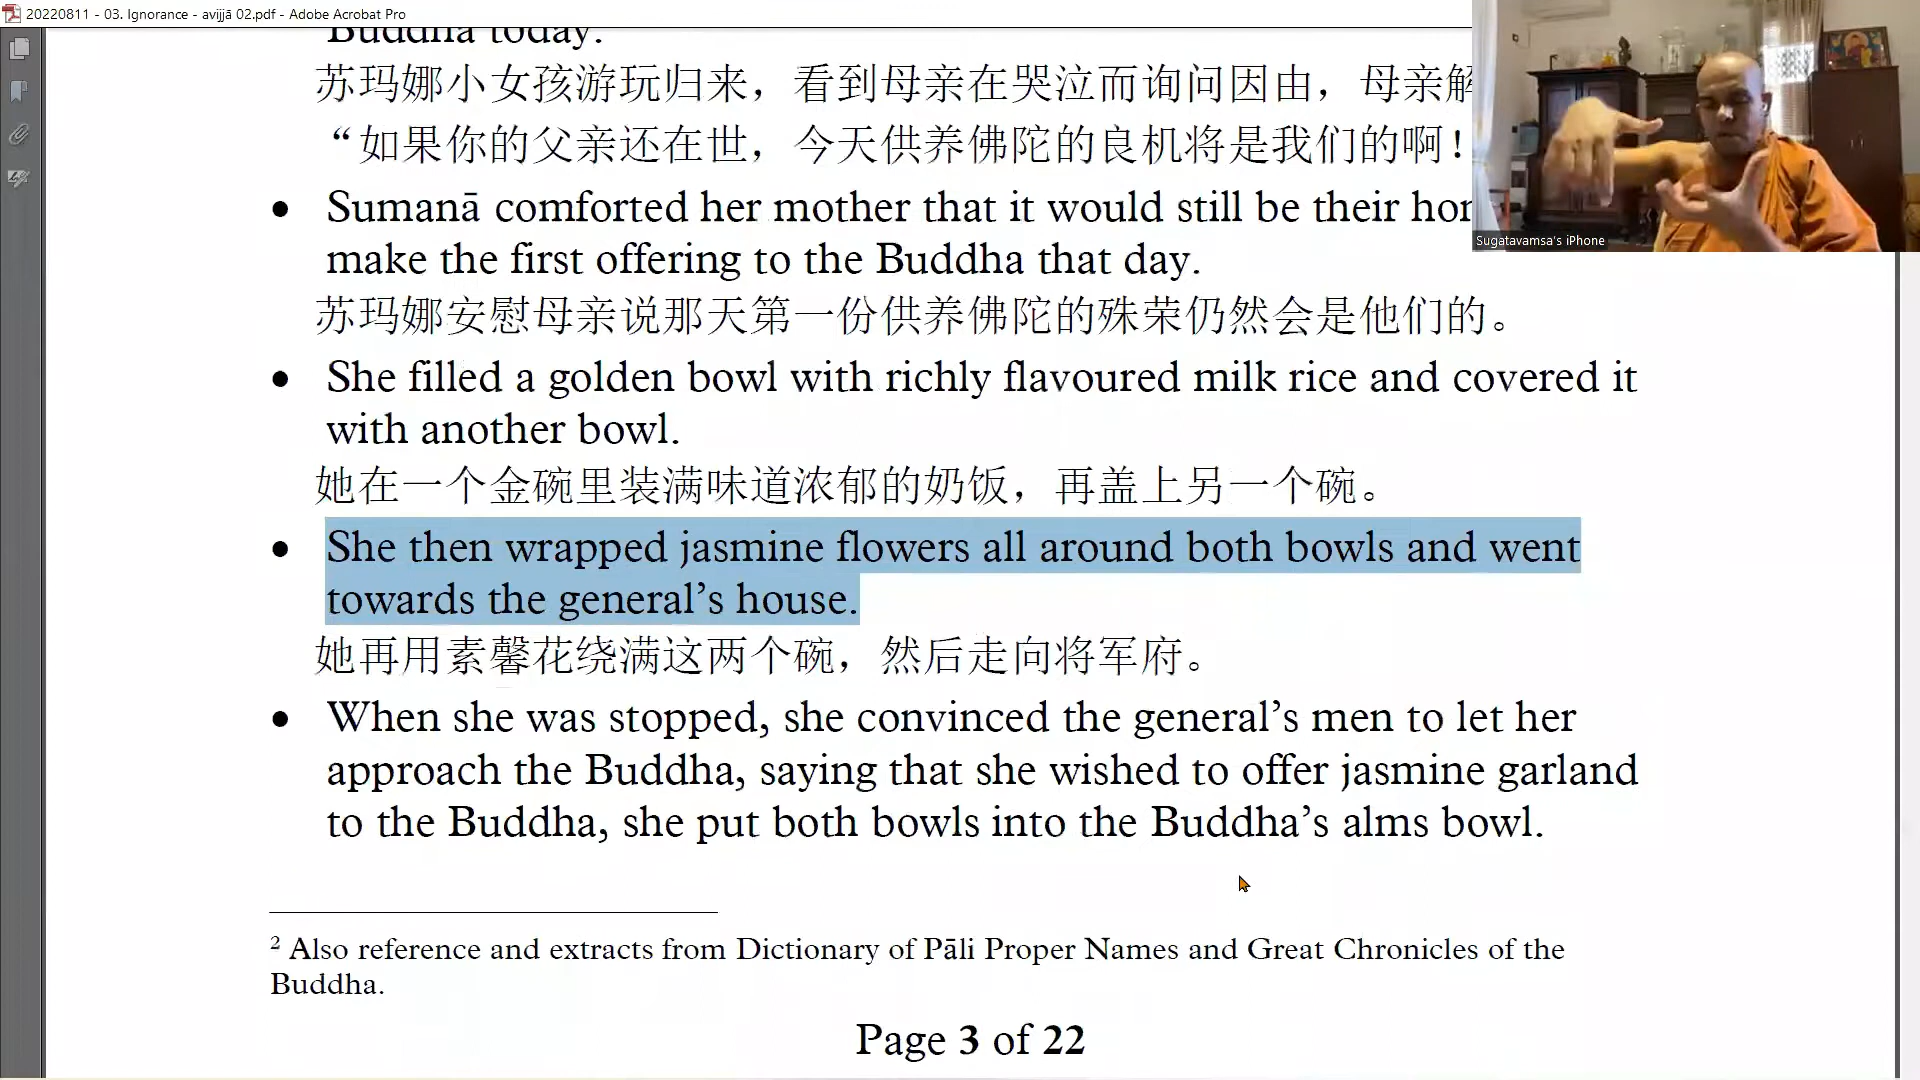 20220811 - 03. Ignorance - avijjā 02.pdf - Adobe Acrobat Pro
Buddha today.
苏玛娜小女孩游玩归来，看到母亲在哭泣而询问因由，母亲解
“如果你的父亲还在世，今天供养佛陀的良机将是我们的啊！
Sugatavamsa's iPhone
• Sumanā comforted her mother that it would still be their hon
make the first offering to the Buddha that day.
苏玛娜安慰母亲说那天第一份供养佛陀的殊荣仍然会是他们的。
• She filled a golden bowl with richly flavoured milk rice and covered it
with another bowl.
她在一个金碗里装满味道浓郁的奶饭，再盖上另一个碗。
• She then wrapped jasmine flowers all around both bowls and went
towards the general’s house.
她再用素馨花绕满这两个碗，然后走向将军府。
• When she was stopped, she convinced the general’s men to let her
approach the Buddha, saying that she wished to offer jasmine garland
to the Buddha, she put both bowls into the Buddha’s alms bowl.
2 Also reference and extracts from Dictionary of Pāli Proper Names and Great Chronicles of the
Buddha.
Page 3 of 22